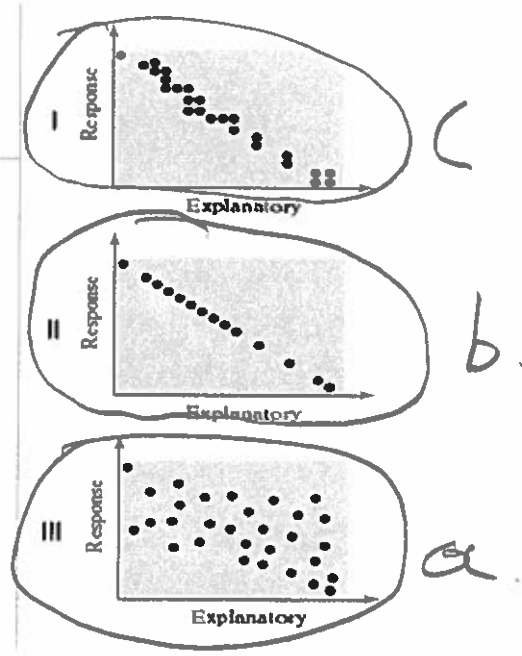 I
Response
Explanatory
C
II
Response
Explanatory
b.
III
Response
Explanatory
a.